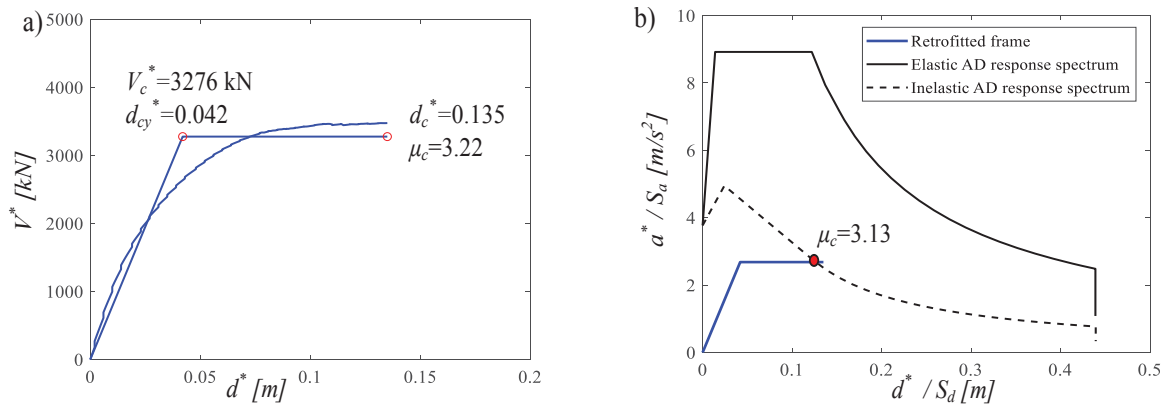 a)
5000
4000
3000
2000
1000
0
V* [kN]
V_c*=3276 kN
d_cy*=0.042
d_c*=0.135
μ_c=3.22
0
0.05
0.1
0.15
0.2
d* [m]
b)
10
8
6
4
2
0
a* / S_a [m/s²]
Retrofitted frame
Elastic AD response spectrum
Inelastic AD response spectrum
μ_c=3.13
0
0.1
0.2
0.3
0.4
0.5
d* / S_d [m]